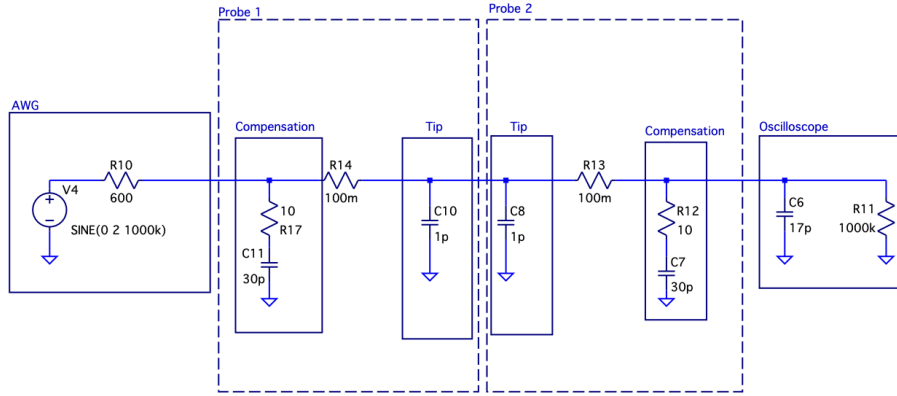 Probe 1
Probe 2
AWG
Compensation
Tip
Tip
Compensation
Oscilloscope
R10
600
V4
SINE(0 2 1000k)
10
R17
C11
30p
R14
100m
C10
1p
C8
1p
R13
100m
R12
10
C7
30p
C6
17p
R11
1000k